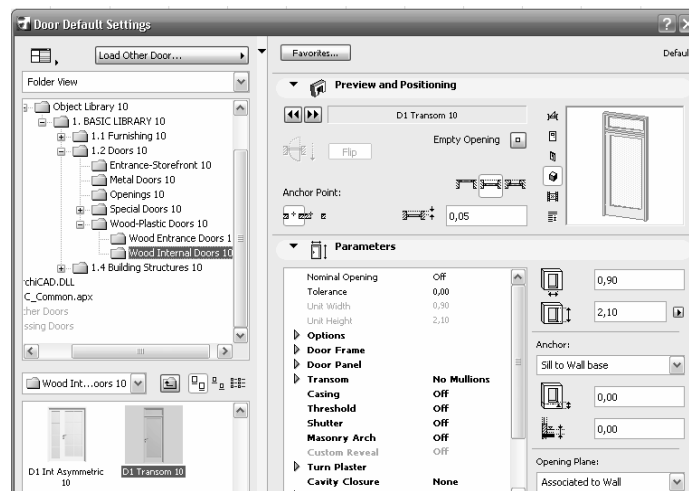 Door Default Settings
Load Other Door...
Folder View
Object Library 10
1. BASIC LIBRARY 10
1.1 Furnishing 10
1.2 Doors 10
Entrance-Storefront 10
Metal Doors 10
Openings 10
Special Doors 10
Wood-Plastic Doors 10
Wood Entrance Doors 1
Wood Internal Doors 10
1.4 Building Structures 10
chiCAD.DLL
C_Common.apx
her Doors
ssing Doors
Wood Int...oors 10
D1 Int Asymmetric
10
D1 Transom 10
Favorites...
Defaul
Preview and Positioning
D1 Transom 10
Empty Opening
Flip
Anchor Point:
0,05
Parameters
Nominal Opening Off
Tolerance 0,00
Unit Width 0,90
Unit Height 2,10
Options
Door Frame
Door Panel
Transom No Mullions
Casing Off
Threshold Off
Shutter Off
Masonry Arch Off
Custom Reveal Off
Turn Plaster
Cavity Closure None
0,90
2,10
Anchor:
Sill to Wall base
0,00
0,00
Opening Plane:
Associated to Wall